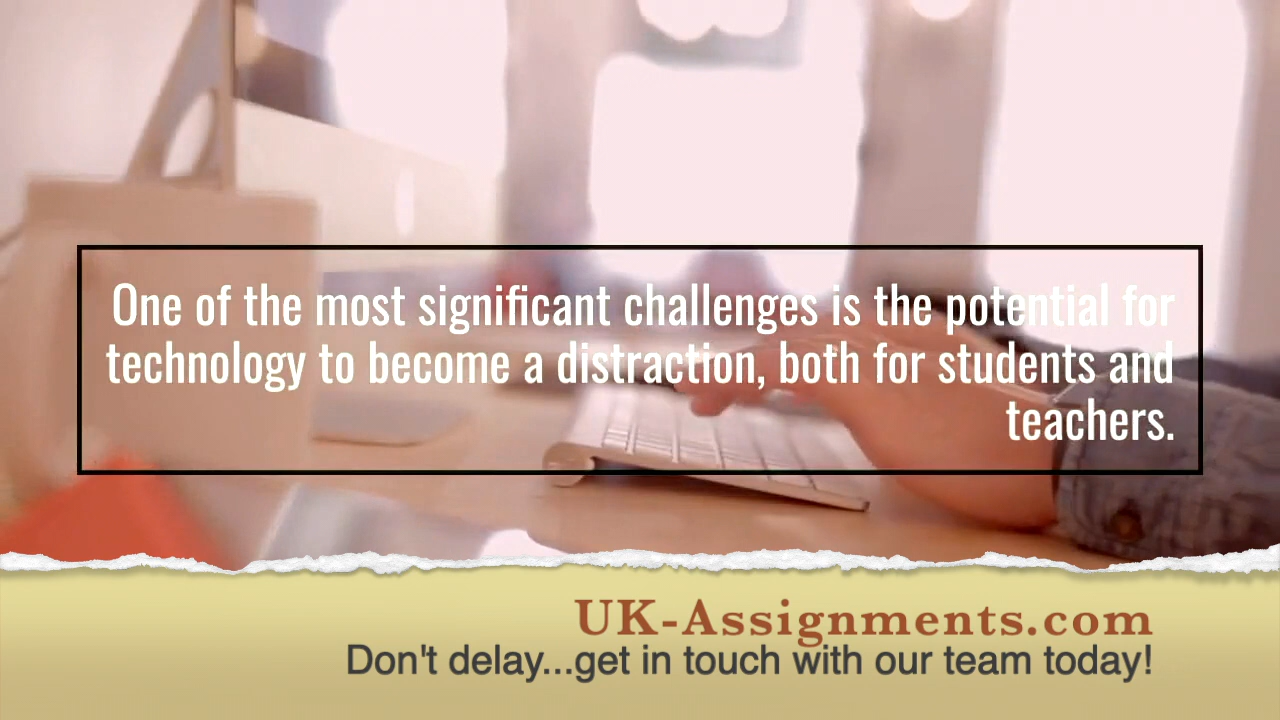 One of the most significant challenges is the potential for
technology to become a distraction, both for students and
teachers.
UK-Assignments.com
Don't delay...get in touch with our team today!